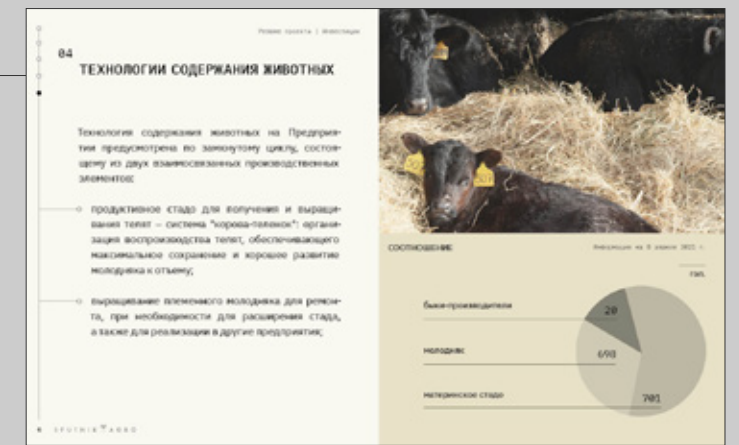 Резюме проекта | Инвестиции
04
ТЕХНОЛОГИИ СОДЕРЖАНИЯ ЖИВОТНЫХ
Технология содержания животных на Предприя-
тии предусмотрена по замкнутому циклу, состоя-
щему из двух взаимосвязанных производственных
элементов:
продуктивное стадо для получения и выращи-
вания телят – система "корова-теленок": органи-
зация воспроизводства телят, обеспечивающего
максимальное сохранение и хорошее развитие
молодняка к отъему;
выращивание племенного молодняка для ремон-
та, при необходимости для расширения стада,
а также для реализации в другие предприятия;
SPUTNIK AGRO
СООТНОШЕНИЕ
Информация на 8 апреля 2021 г.
гол.
быки-производители
20
молодняк
698
материнское стадо
701